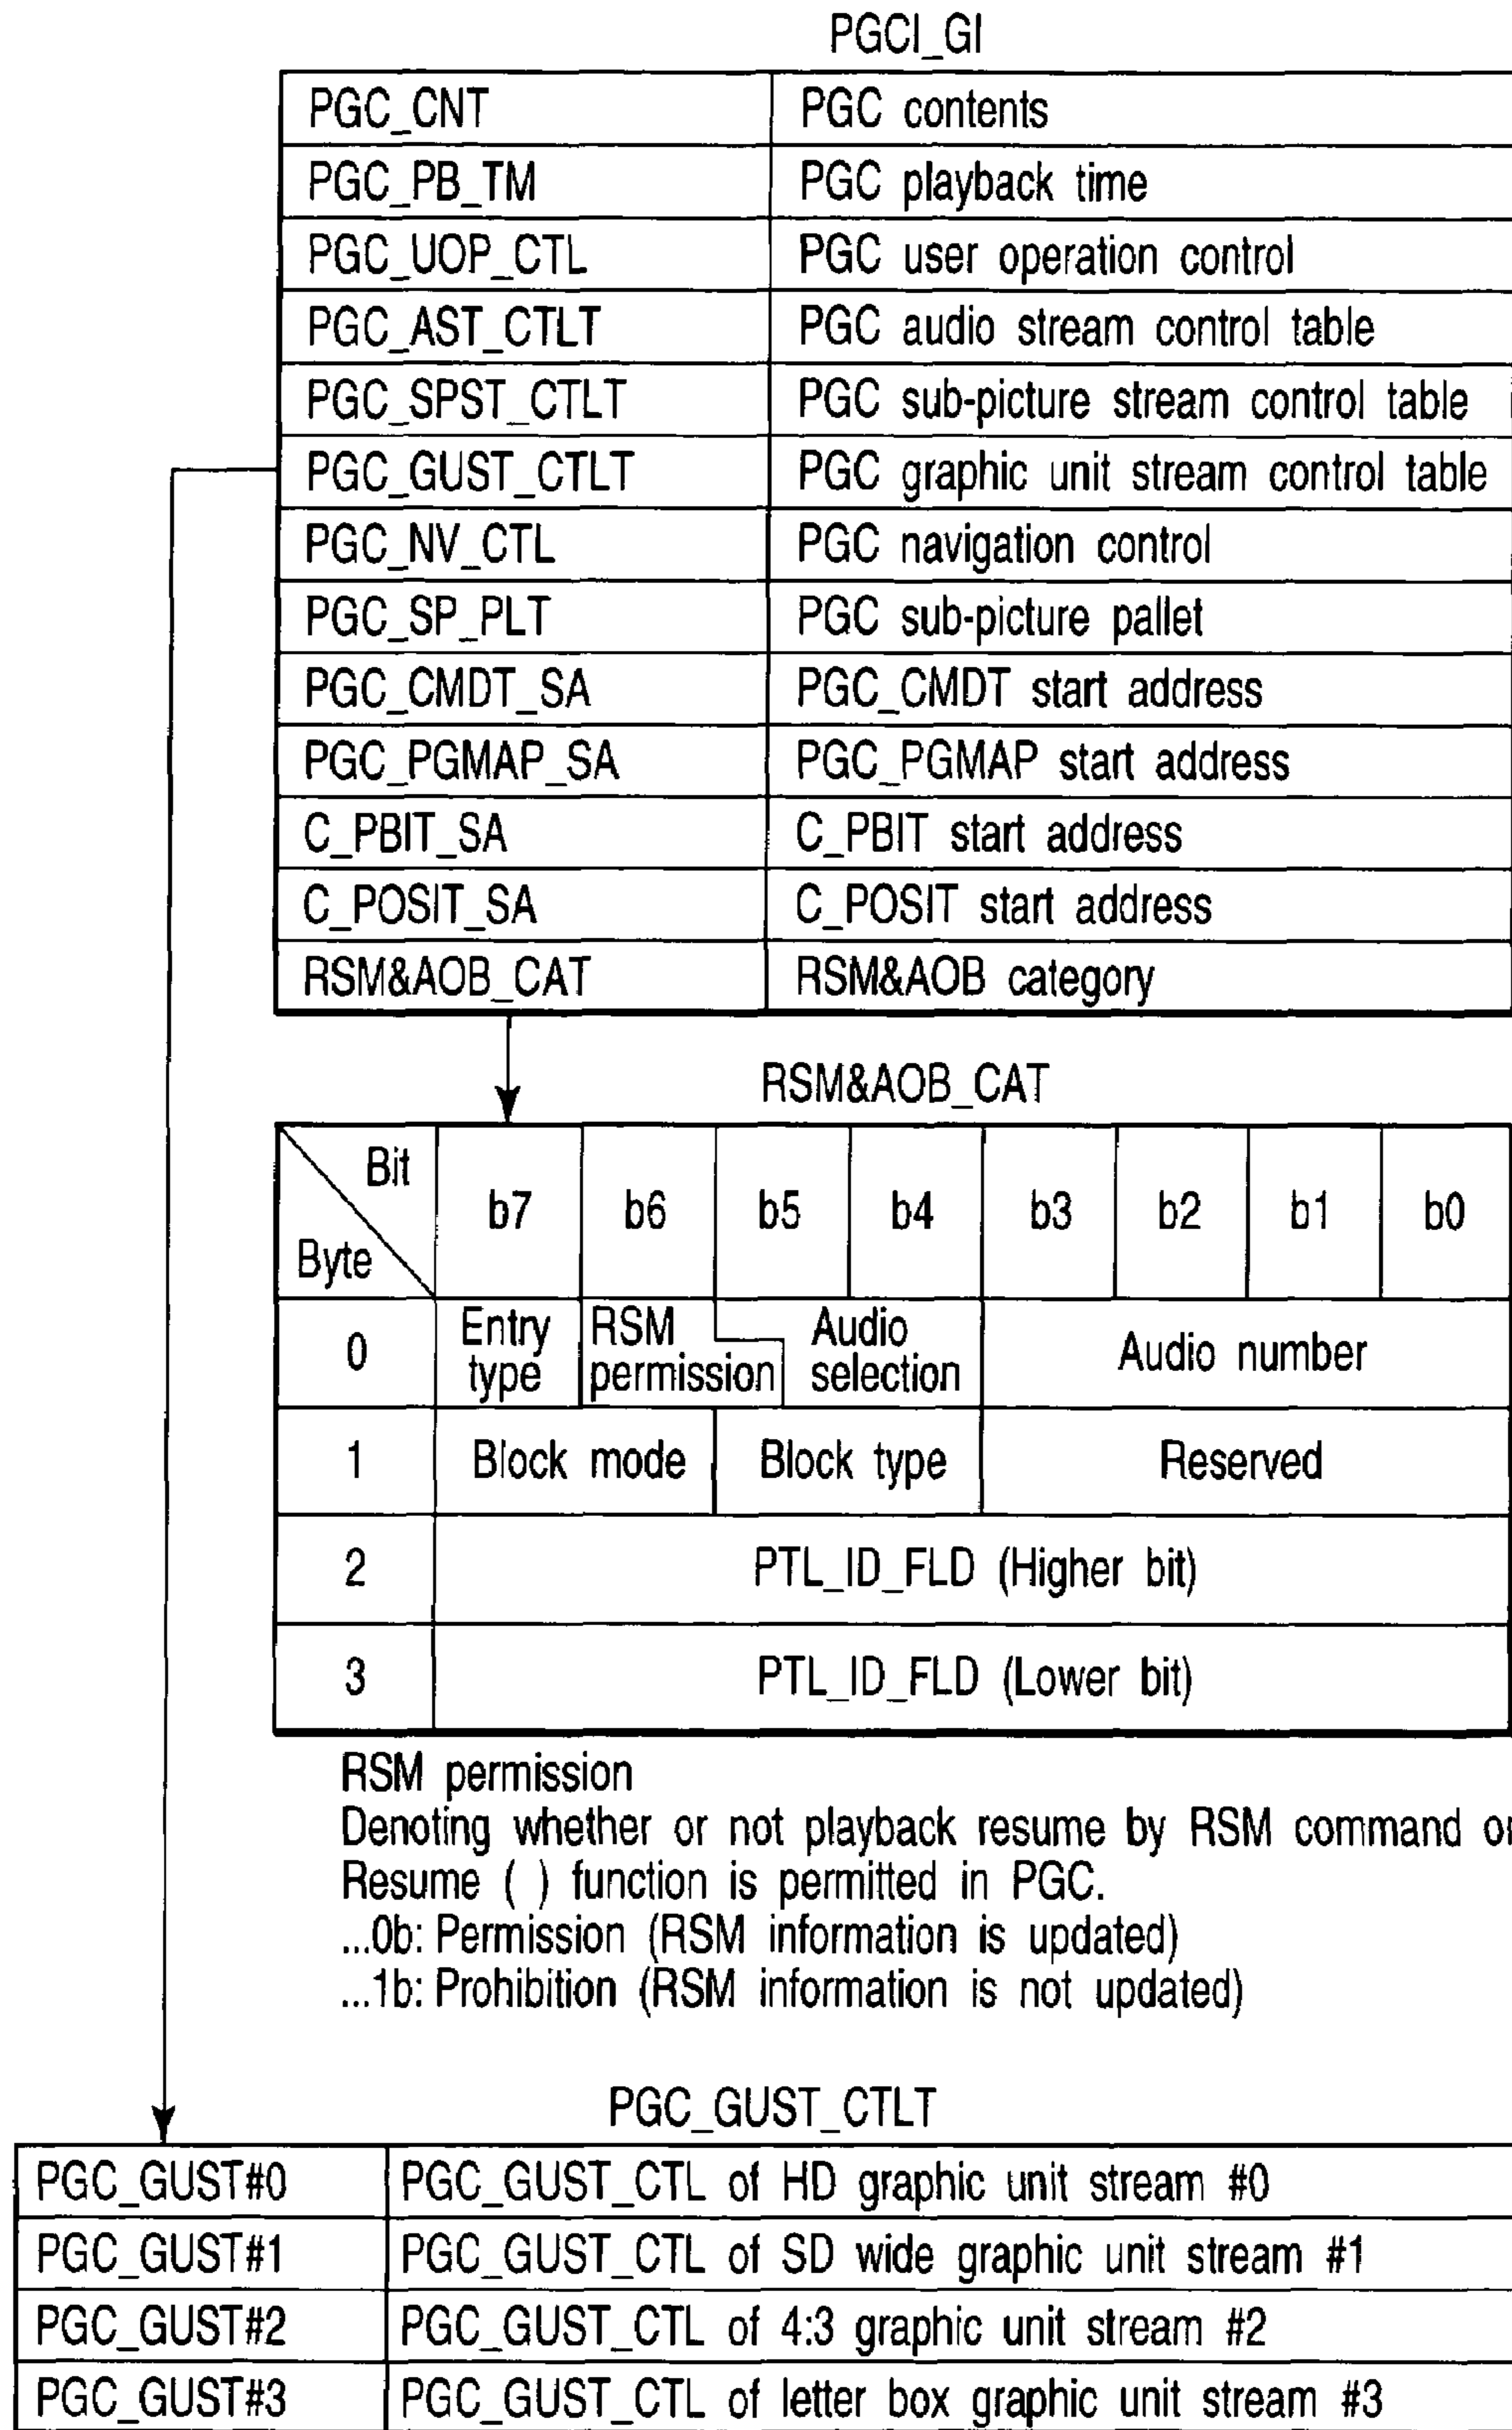 PGCI_GI
PGC_CNT PGC contents
PGC_PB_TM PGC playback time
PGC_UOP_CTL PGC user operation control
PGC_AST_CTLT PGC audio stream control table
PGC_SPST_CTLT PGC sub-picture stream control table
PGC_GUST_CTLT PGC graphic unit stream control table
PGC_NV_CTL PGC navigation control
PGC_SP_PLT PGC sub-picture pallet
PGC_CMDT_SA PGC_CMDT start address
PGC_PGMAP_SA PGC_PGMAP start address
C_PBIT_SA C_PBIT start address
C_POSIT_SA C_POSIT start address
RSM&AOB_CAT RSM&AOB category
RSM&AOB_CAT
Bit
Byte
b7 b6 b5 b4 b3 b2 b1 b0
0 Entry type RSM permission Audio selection Audio number
1 Block mode Block type Reserved
2 PTL_ID_FLD (Higher bit)
3 PTL_ID_FLD (Lower bit)
RSM permission
Denoting whether or not playback resume by RSM command or
Resume ( ) function is permitted in PGC.
...0b: Permission (RSM information is updated)
...1b: Prohibition (RSM information is not updated)
PGC_GUST_CTLT
PGC_GUST#0 PGC_GUST_CTL of HD graphic unit stream #0
PGC_GUST#1 PGC_GUST_CTL of SD wide graphic unit stream #1
PGC_GUST#2 PGC_GUST_CTL of 4:3 graphic unit stream #2
PGC_GUST#3 PGC_GUST_CTL of letter box graphic unit stream #3